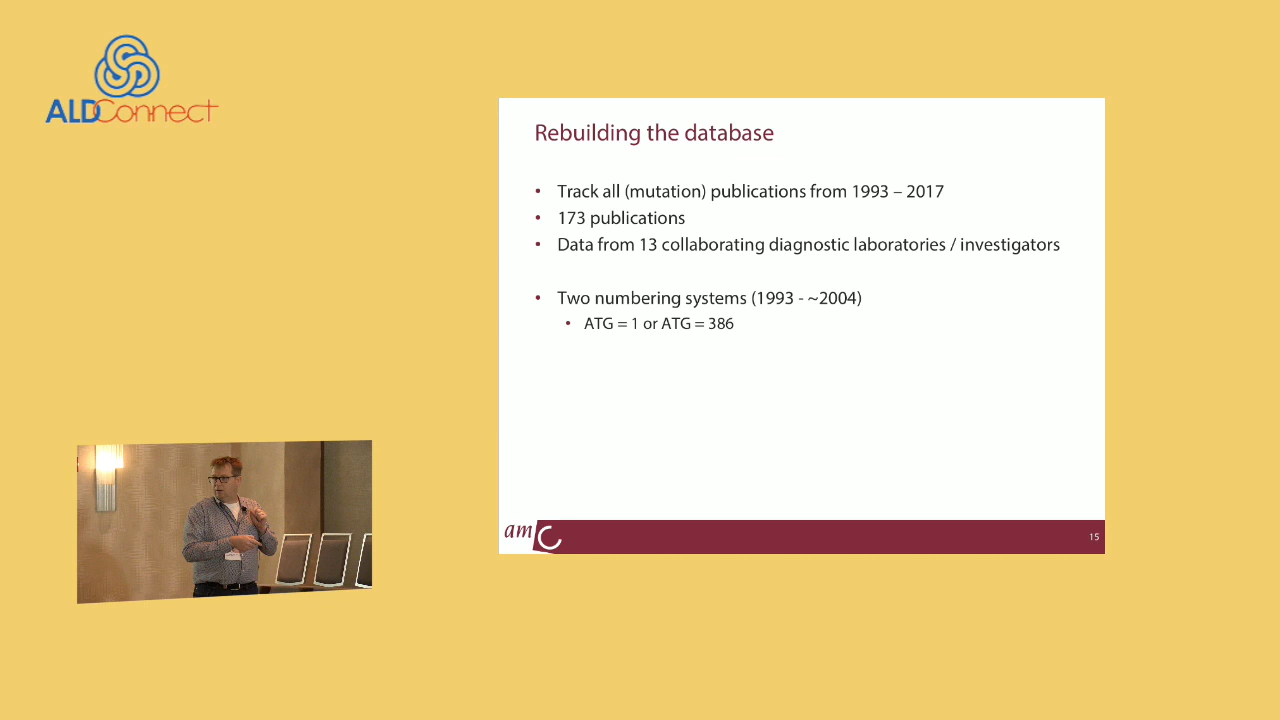 ALDConnect
Rebuilding the database
• Track all (mutation) publications from 1993 – 2017
• 173 publications
• Data from 13 collaborating diagnostic laboratories / investigators
• Two numbering systems (1993 - ~2004)
• ATG = 1 or ATG = 386
amc
15